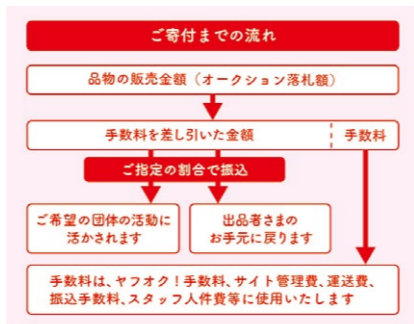 ご寄付までの流れ
品物の販売金額（オークション落札額）
手数料を差し引いた金額
手数料
ご指定の割合で振込
ご希望の団体の活動に
活かされます
出品者さまの
お手元に戻ります
手数料は、ヤフオク！手数料、サイト管理費、運送費、
振込手数料、スタッフ人件費等に使用いたします